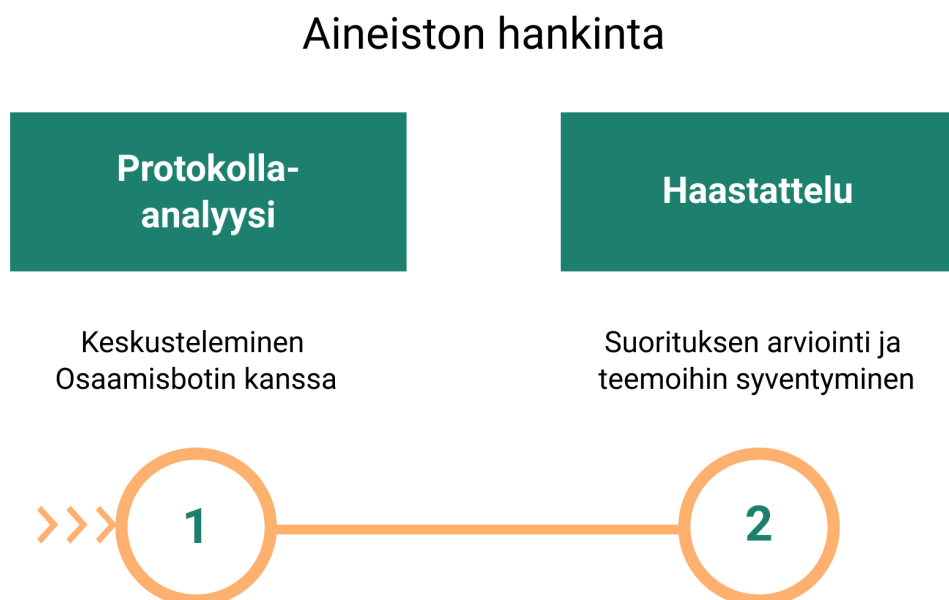 Aineiston hankinta
Protokolla-
analyysi
Haastattelu
Keskusteleminen
Osaamisbotin kanssa
Suorituksen arviointi ja
teemoihin syventyminen
1
2